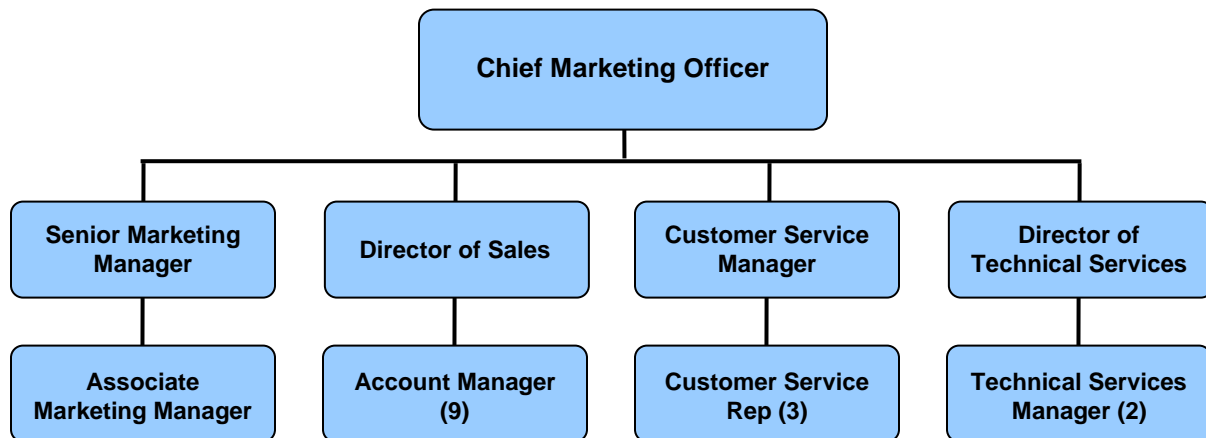 Chief Marketing Officer
Senior Marketing
Manager
Director of Sales
Customer Service
Manager
Director of
Technical Services
Associate
Marketing Manager
Account Manager
(9)
Customer Service
Rep (3)
Technical Services
Manager (2)